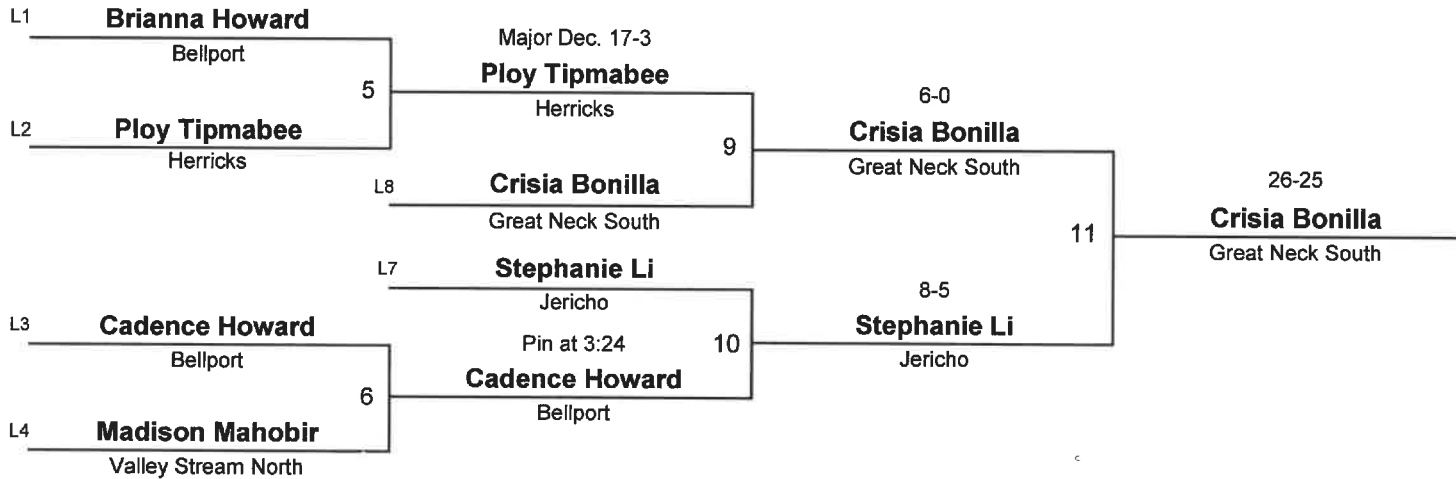 L1 Brianna Howard
Bellport
5
L2 Ploy Tipmabee
Herricks
Major Dec. 17-3
Ploy Tipmabee
Herricks
9
L8 Crisia Bonilla
Great Neck South
6-0
Crisia Bonilla
Great Neck South
11
26-25
Crisia Bonilla
Great Neck South
L7 Stephanie Li
Jericho
10
8-5
Stephanie Li
Jericho
L3 Cadence Howard
Bellport
6
Pin at 3:24
Cadence Howard
Bellport
L4 Madison Mahobir
Valley Stream North